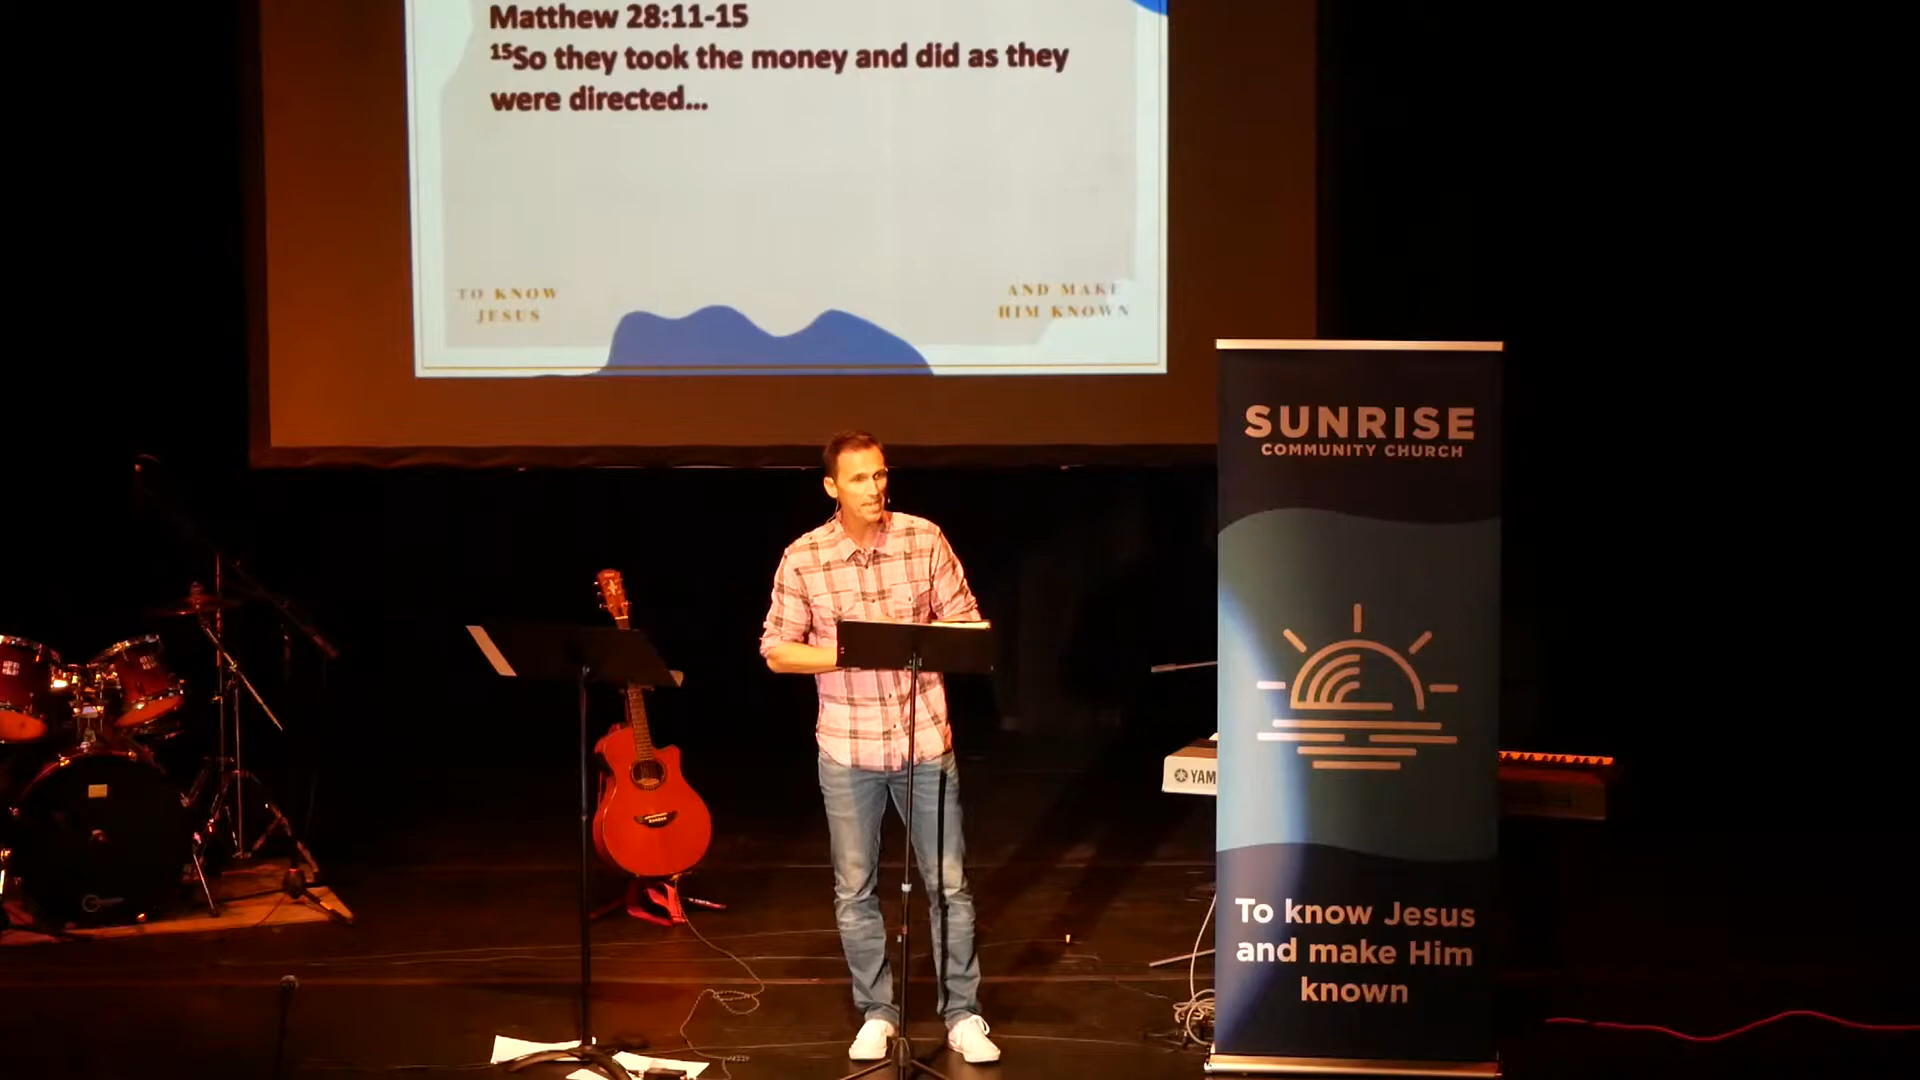 Matthew 28:11-15
¹⁵So they took the money and did as they
were directed...
TO KNOW
JESUS
AND MAKE
HIM KNOWN
SUNRISE
COMMUNITY CHURCH
YAM
To know Jesus
and make Him
known